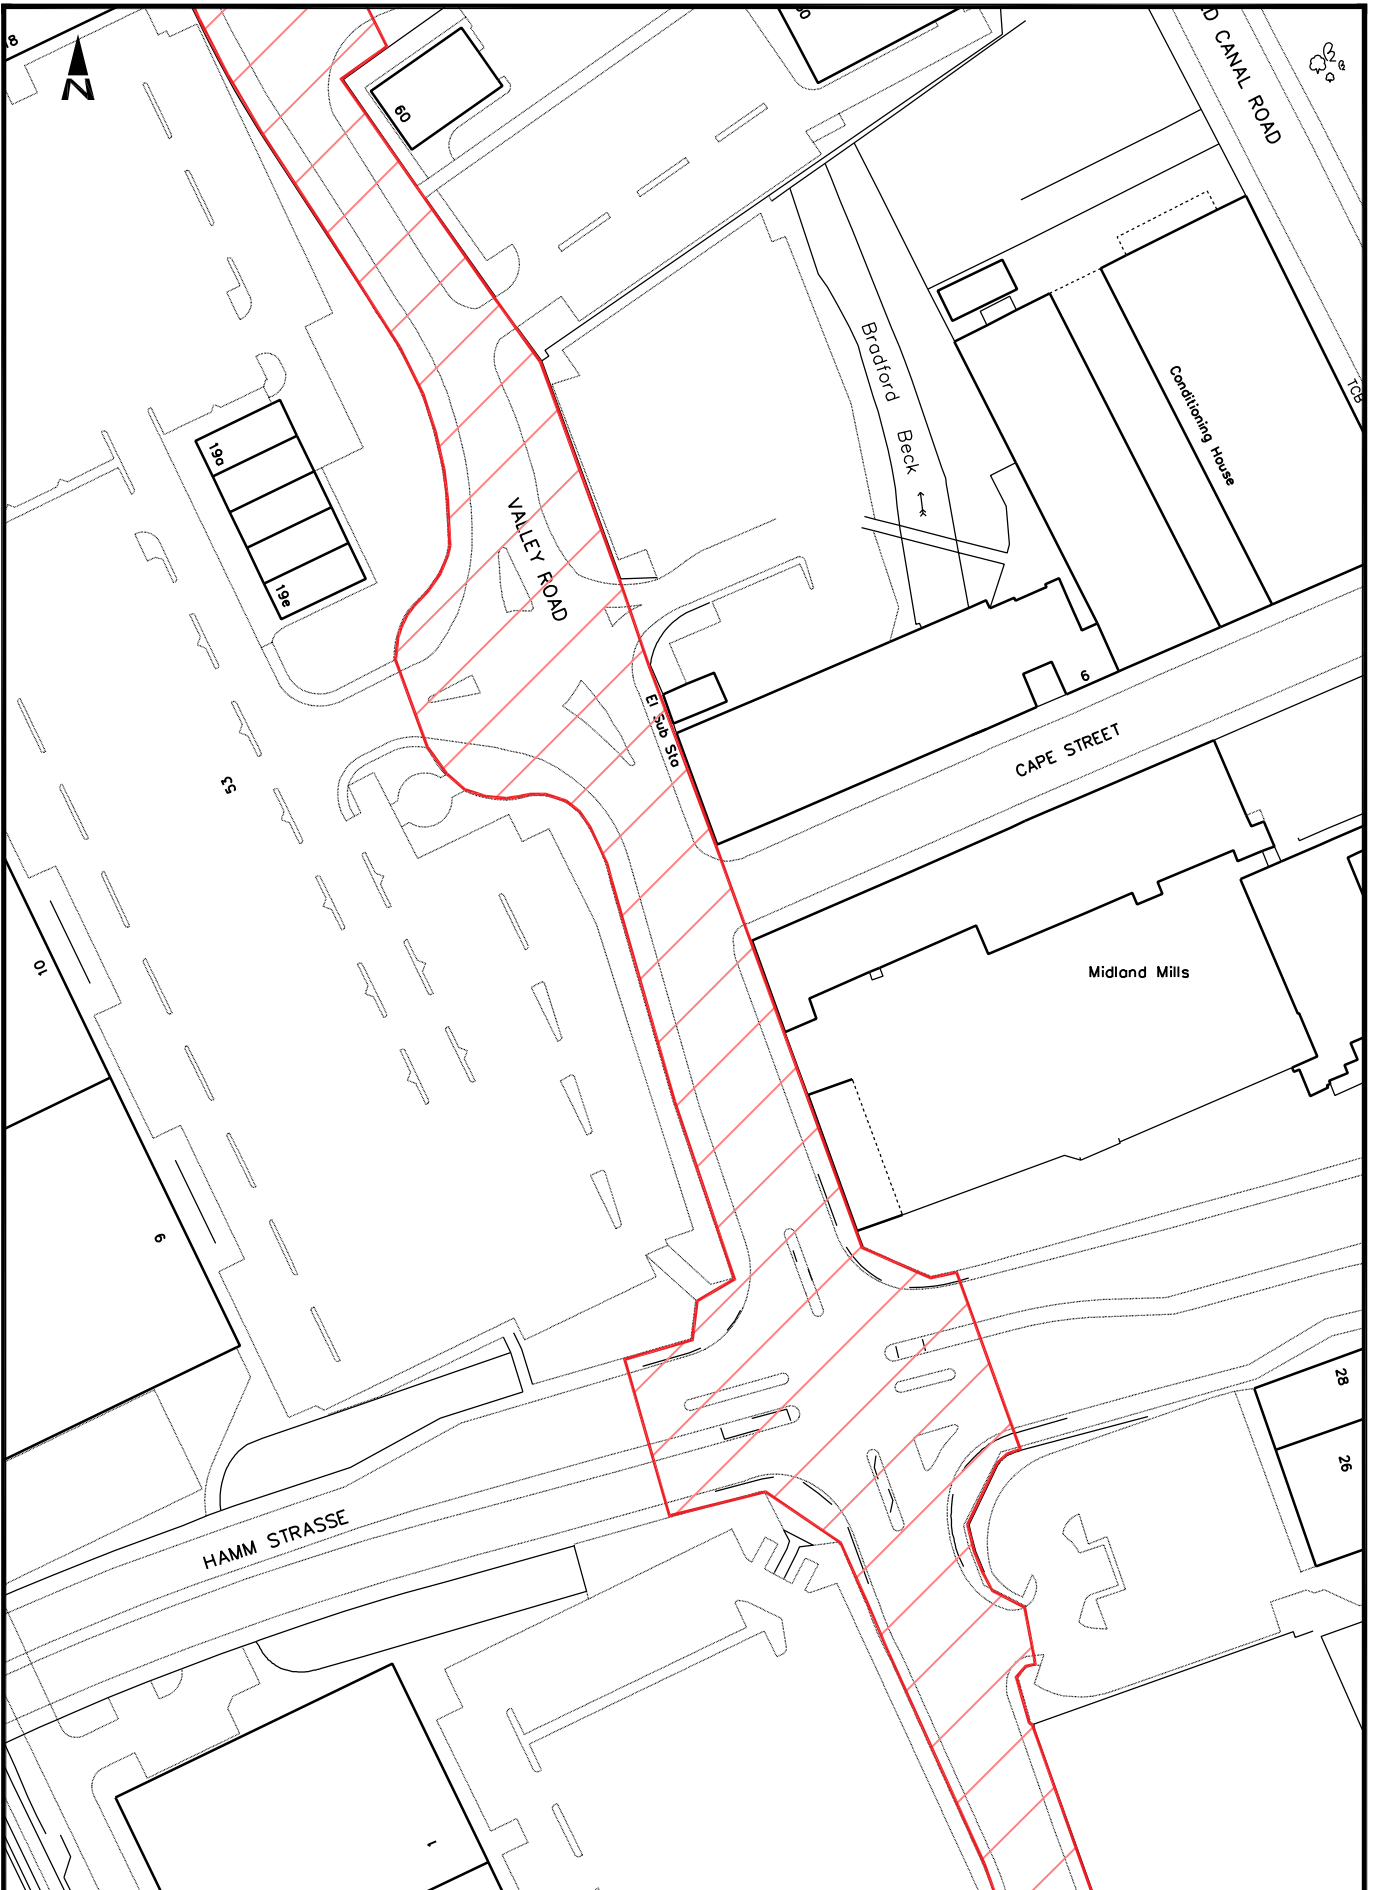 18
N
60
D CANAL ROAD
Bradford Beck
TCB
Conditioning House
19a
19e
VALLEY ROAD
El Sub Sta
6
CAPE STREET
53
10
Midland Mills
9
28
26
HAMM STRASSE
1